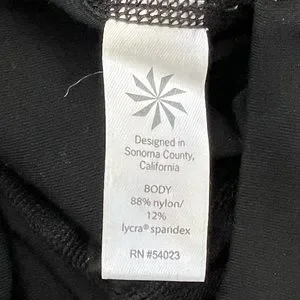 Designed in
Sonoma County,
California
BODY
88% nylon/
12%
lycra® spandex
RN #54023